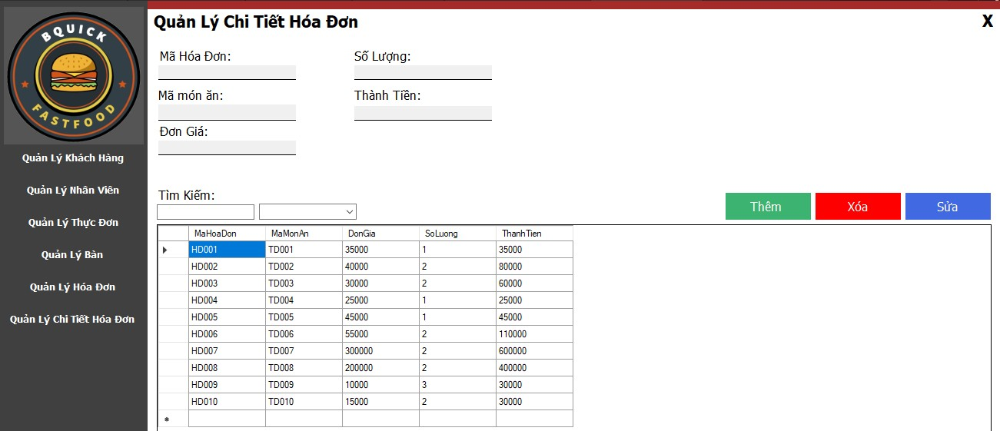 BQUICK
FASTFOOD
Quản Lý Khách Hàng
Quản Lý Nhân Viên
Quản Lý Thực Đơn
Quản Lý Bàn
Quản Lý Hóa Đơn
Quản Lý Chi Tiết Hóa Đơn
Quản Lý Chi Tiết Hóa Đơn X
Mã Hóa Đơn: Số Lượng:
Mã món ăn: Thành Tiền:
Đơn Giá:
Tìm Kiếm:
Thêm Xóa Sửa
MaHoaDon MaMonAn DonGia SoLuong ThanhTien
HD001 TD001 35000 1 35000
HD002 TD002 40000 2 80000
HD003 TD003 30000 2 60000
HD004 TD004 25000 1 25000
HD005 TD005 45000 1 45000
HD006 TD006 55000 2 110000
HD007 TD007 300000 2 600000
HD008 TD008 200000 2 400000
HD009 TD009 10000 3 30000
HD010 TD010 15000 2 30000